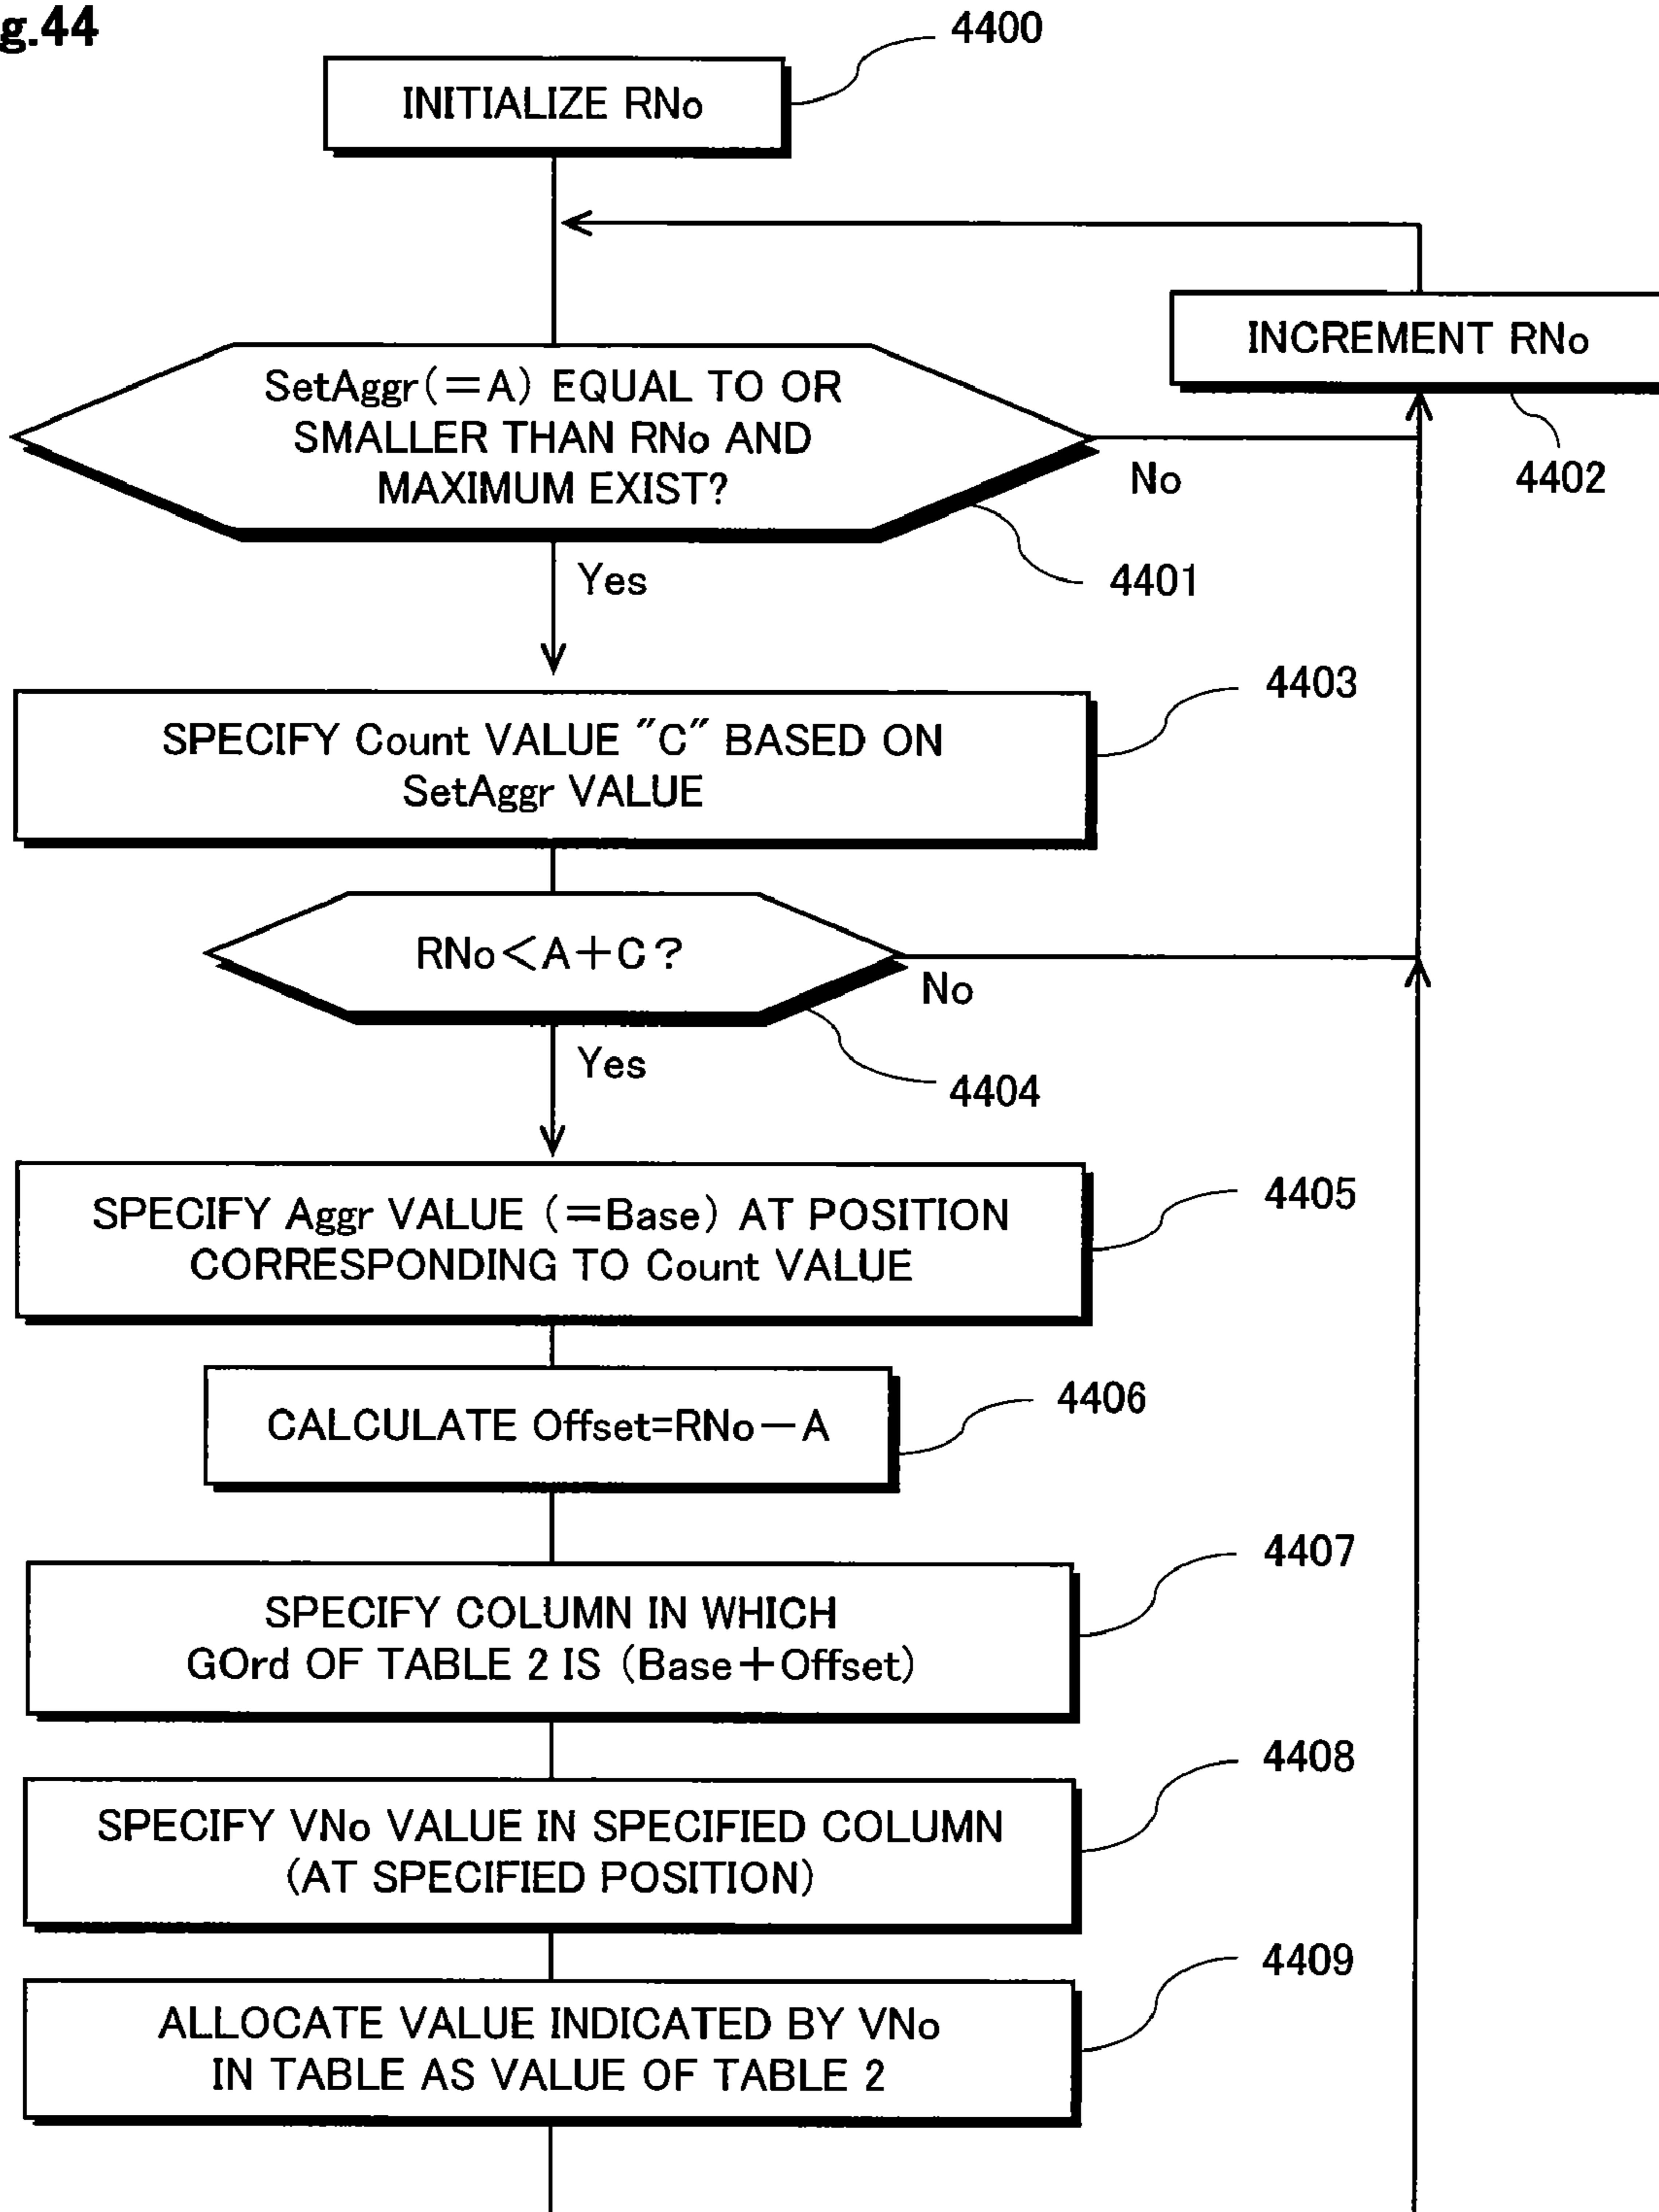 g.44
4400
INITIALIZE RNo
INCREMENT RNo
4402
SetAggr(=A) EQUAL TO OR
SMALLER THAN RNo AND
MAXIMUM EXIST?
No
Yes
4401
4403
SPECIFY Count VALUE "C" BASED ON
SetAggr VALUE
RNo<A+C?
No
Yes
4404
4405
SPECIFY Aggr VALUE (=Base) AT POSITION
CORRESPONDING TO Count VALUE
4406
CALCULATE Offset=RNo-A
4407
SPECIFY COLUMN IN WHICH
GOrd OF TABLE 2 IS (Base+Offset)
4408
SPECIFY VNo VALUE IN SPECIFIED COLUMN
(AT SPECIFIED POSITION)
4409
ALLOCATE VALUE INDICATED BY VNo
IN TABLE AS VALUE OF TABLE 2